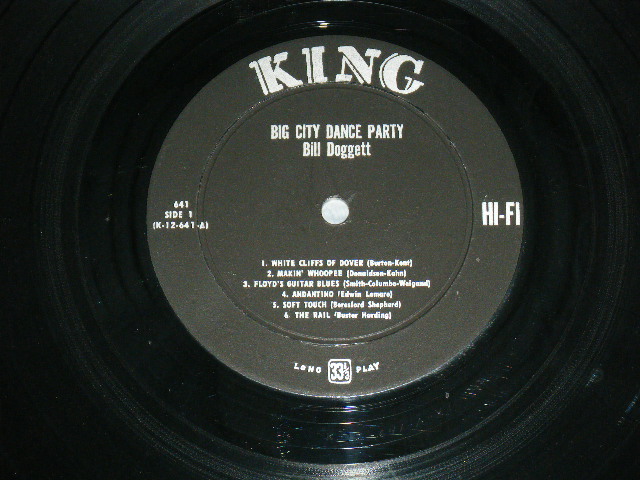 KING
BIG CITY DANCE PARTY
Bill Doggett
641
SIDE 1
(K-12-641-A)
HI-FI
1. WHITE CLIFFS OF DOVER (Burton-Kent)
2. MAKIN' WHOOPEE (Donaldson-Kahn)
3. FLOYD'S GUITAR BLUES (Smith-Columbo-Weigand)
4. ANDANTINO (Edwin Lemare)
5. SOFT TOUCH (Beresford Shepherd)
6. THE RAIL (Buster Harding)
LONG 33⅓ PLAY